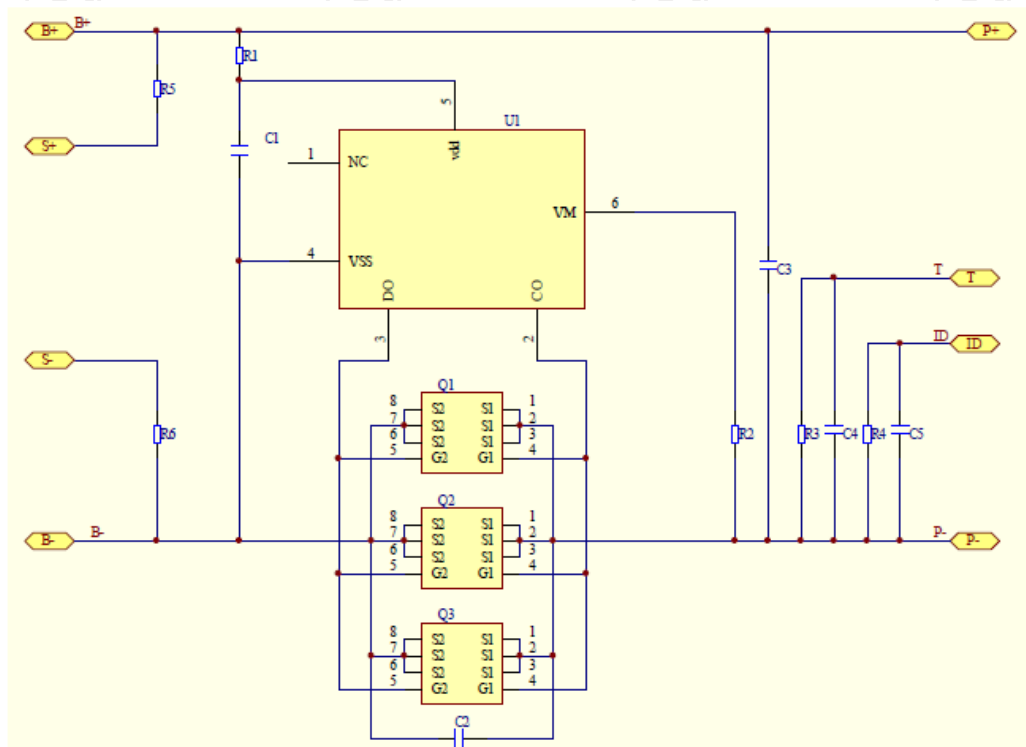 B+ B+ P+
R1
R5
5
U1
S+ C1 vdd
1 NC
VM 6
4 VSS
C3
DO CO
T T
3 2
ID ID
S-
Q1
8 S2 S1 1
7 S2 S1 2
6 S2 S1 3
5 G2 G1 4
R6 R2 R3 C4 R4 C5
Q2
8 S2 S1 1
B- B- 7 S2 S1 2 P- P-
6 S2 S1 3
5 G2 G1 4
Q3
8 S2 S1 1
7 S2 S1 2
6 S2 S1 3
5 G2 G1 4
C2